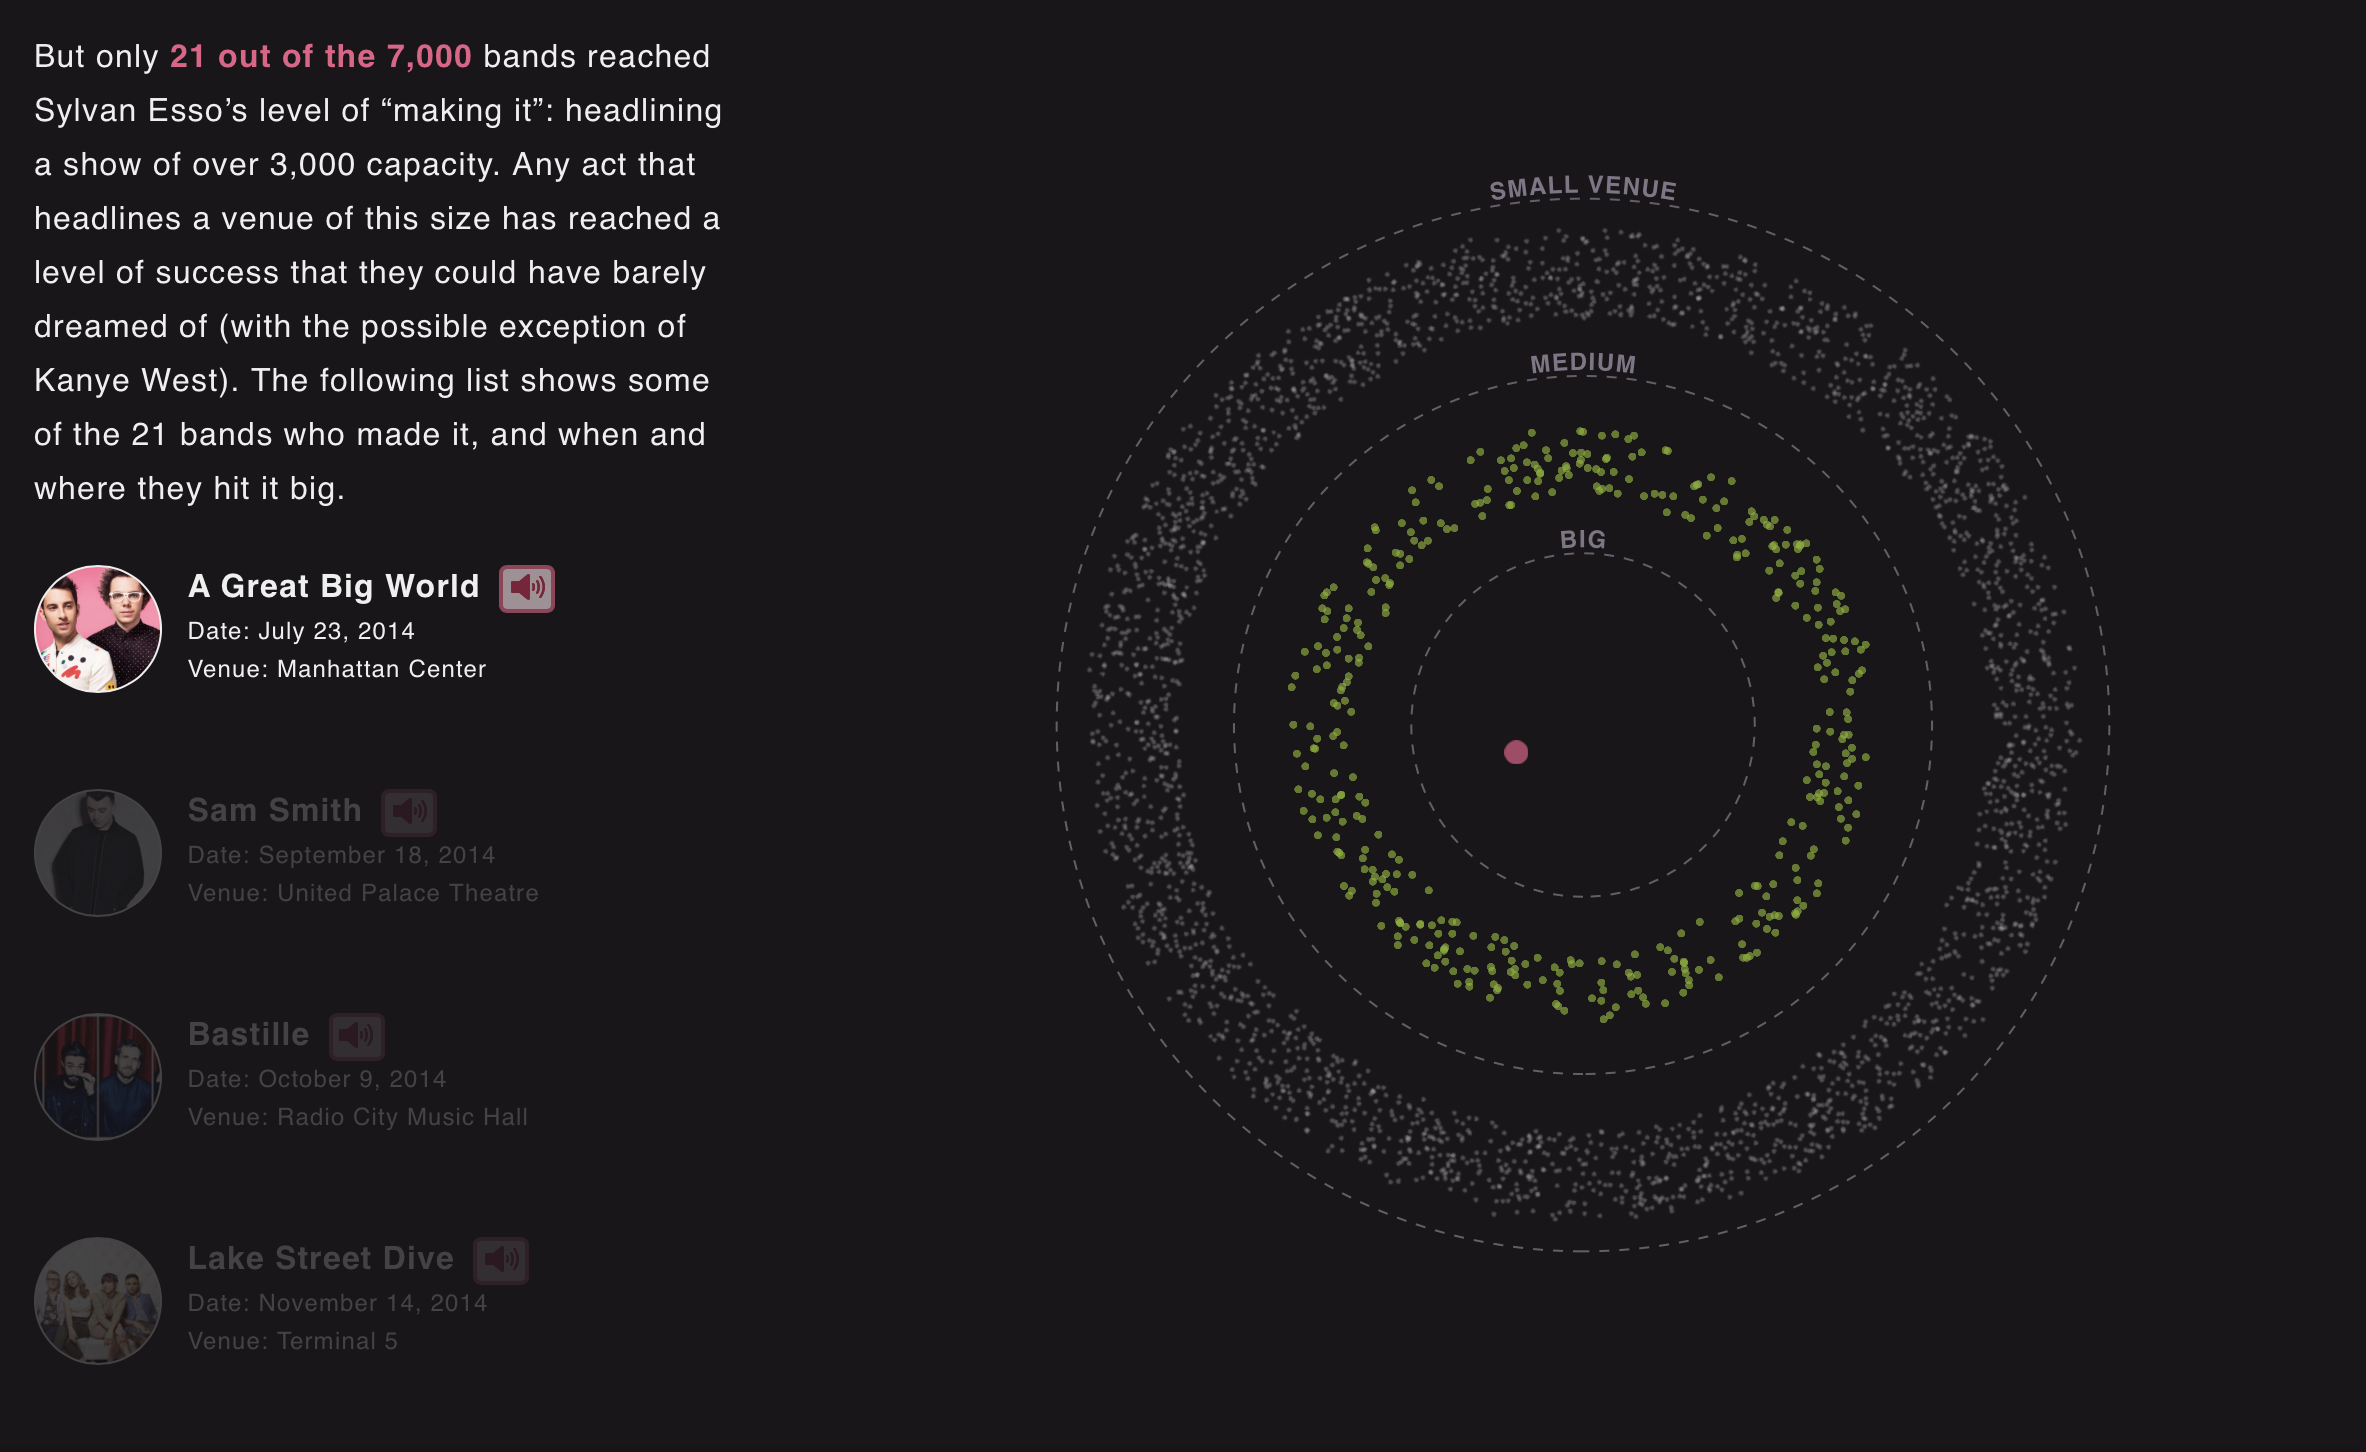 But only 21 out of the 7,000 bands reached
Sylvan Esso’s level of “making it”: headlining
a show of over 3,000 capacity. Any act that
headlines a venue of this size has reached a
level of success that they could have barely
dreamed of (with the possible exception of
Kanye West). The following list shows some
of the 21 bands who made it, and when and
where they hit it big.
A Great Big World
Date: July 23, 2014
Venue: Manhattan Center
Sam Smith
Date: September 18, 2014
Venue: United Palace Theatre
Bastille
Date: October 9, 2014
Venue: Radio City Music Hall
Lake Street Dive
Date: November 14, 2014
Venue: Terminal 5
SMALL VENUE
MEDIUM
BIG